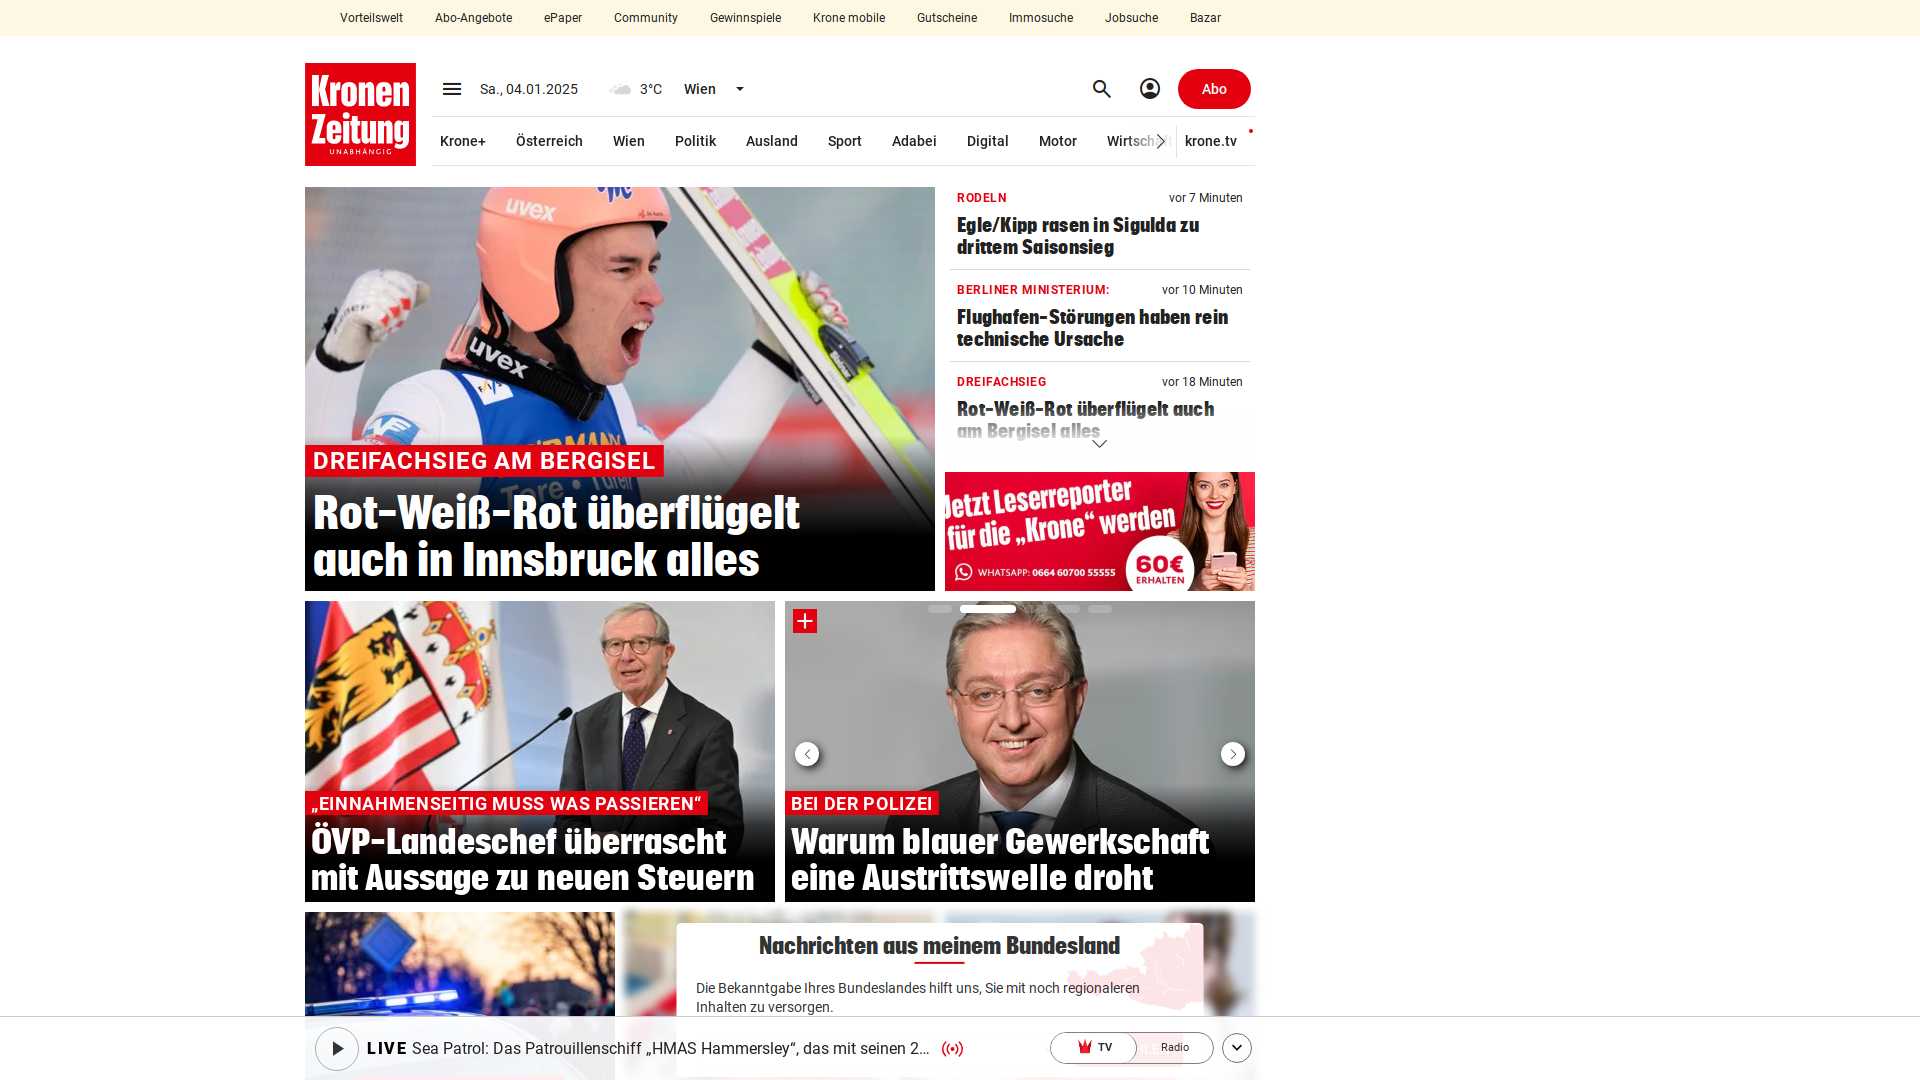 Vorteilswelt Abo-Angebote ePaper Community Gewinnspiele Krone mobile Gutscheine Immosuche Jobsuche Bazar
Kronen
Zeitung
UNABHÄNGIG
Sa., 04.01.2025 3°C Wien
Abo
Krone+ Österreich Wien Politik Ausland Sport Adabei Digital Motor Wirtschaft krone.tv
uvex
uvex
DREIFACHSIEG AM BERGISEL
Rot-Weiß-Rot überflügelt
auch in Innsbruck alles
RODELN vor 7 Minuten
Egle/Kipp rasen in Sigulda zu
drittem Saisonsieg
BERLINER MINISTERIUM: vor 10 Minuten
Flughafen-Störungen haben rein
technische Ursache
DREIFACHSIEG vor 18 Minuten
Rot-Weiß-Rot überflügelt auch
am Bergisel alles
Jetzt Leserreporter
für die „Krone“ werden
WHATSAPP: 0664 60700 55555
60€
ERHALTEN
„EINNAHMENSEITIG MUSS WAS PASSIEREN“
ÖVP-Landeschef überrascht
mit Aussage zu neuen Steuern
BEI DER POLIZEI
Warum blauer Gewerkschaft
eine Austrittswelle droht
Nachrichten aus meinem Bundesland
Die Bekanntgabe Ihres Bundeslandes hilft uns, Sie mit noch regionaleren
Inhalten zu versorgen.
LIVE Sea Patrol: Das Patrouillenschiff „HMAS Hammersley“, das mit seinen 2...
TV Radio